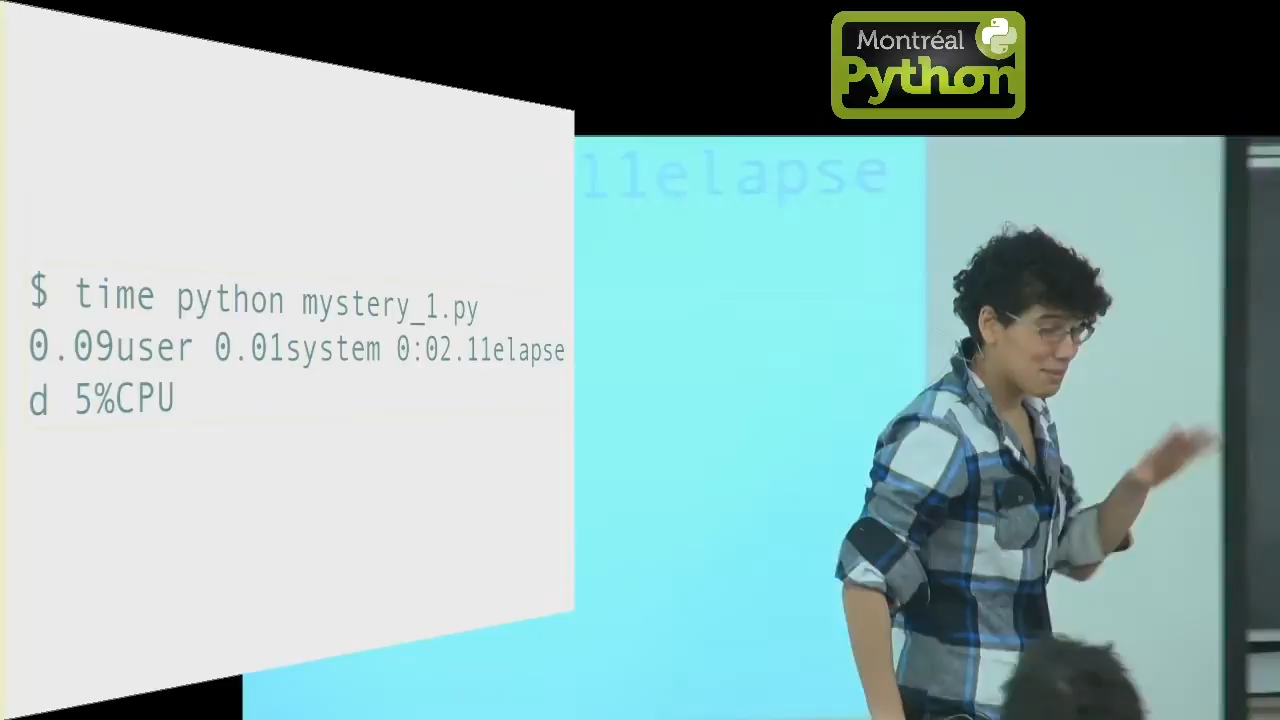 Montréal
Python
11elapse
$ time python mystery_1.py
0.09user 0.01system 0:02.11elapse
d 5%CPU